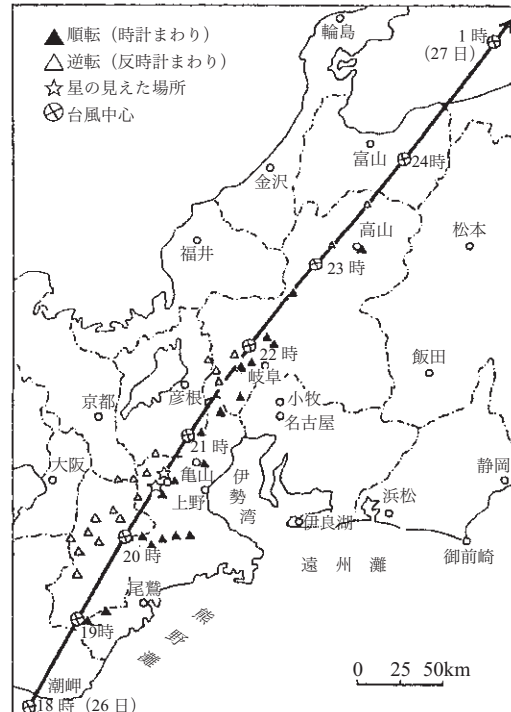 ▲ 順転（時計まわり）
△ 逆転（反時計まわり）
☆ 星の見えた場所
⊗ 台風中心
輪島
1時
(27日)
富山
24時
金沢
高山
松本
福井
23時
22時
岐阜
飯田
彦根
京都
小牧
名古屋
21時
大阪
亀山
伊勢湾
静岡
上野
浜松
伊良湖
20時
御前崎
遠州灘
尾鷲
熊野灘
19時
潮岬
18時（26日）
0 25 50km